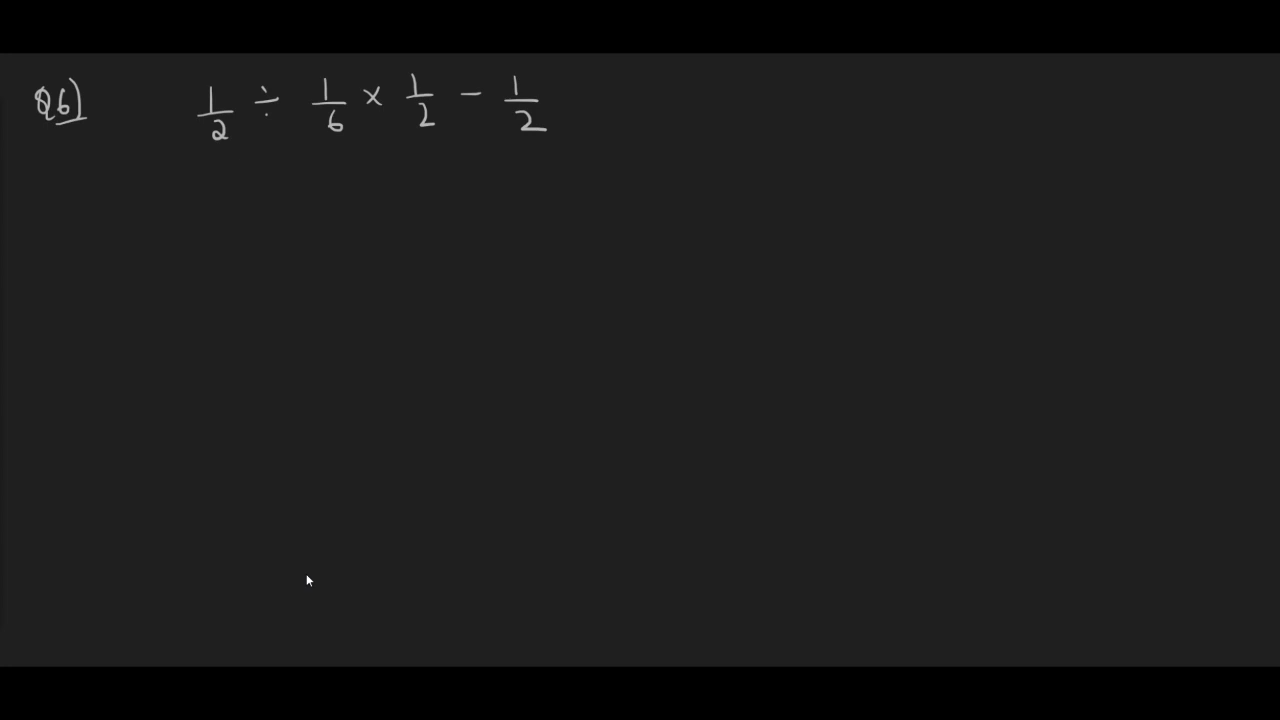 Q6) 1/2 ÷ 1/6 × 1/2 − 1/2